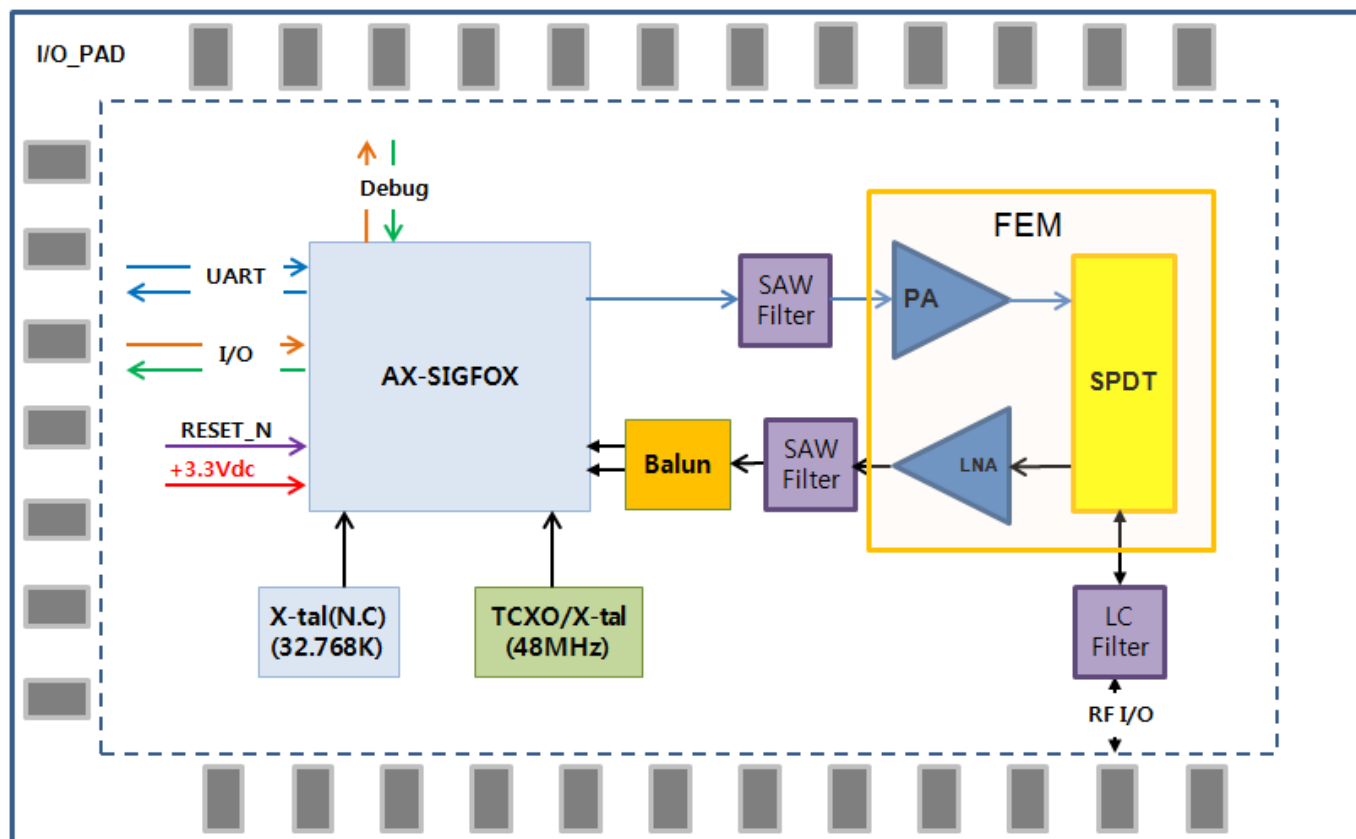 I/O_PAD
Debug
FEM
UART
SAW
Filter
PA
I/O
AX-SIGFOX
SPDT
RESET_N
+3.3Vdc
Balun
SAW
Filter
LNA
X-tal(N.C)
(32.768K)
TCXO/X-tal
(48MHz)
LC
Filter
RF I/O